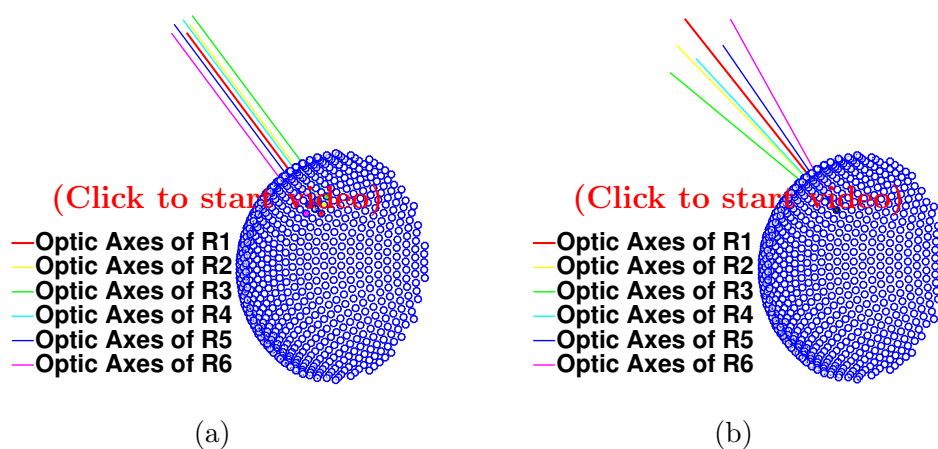 (Click to start video)
Optic Axes of R1
Optic Axes of R2
Optic Axes of R3
Optic Axes of R4
Optic Axes of R5
Optic Axes of R6
(a)
(Click to start video)
Optic Axes of R1
Optic Axes of R2
Optic Axes of R3
Optic Axes of R4
Optic Axes of R5
Optic Axes of R6
(b)